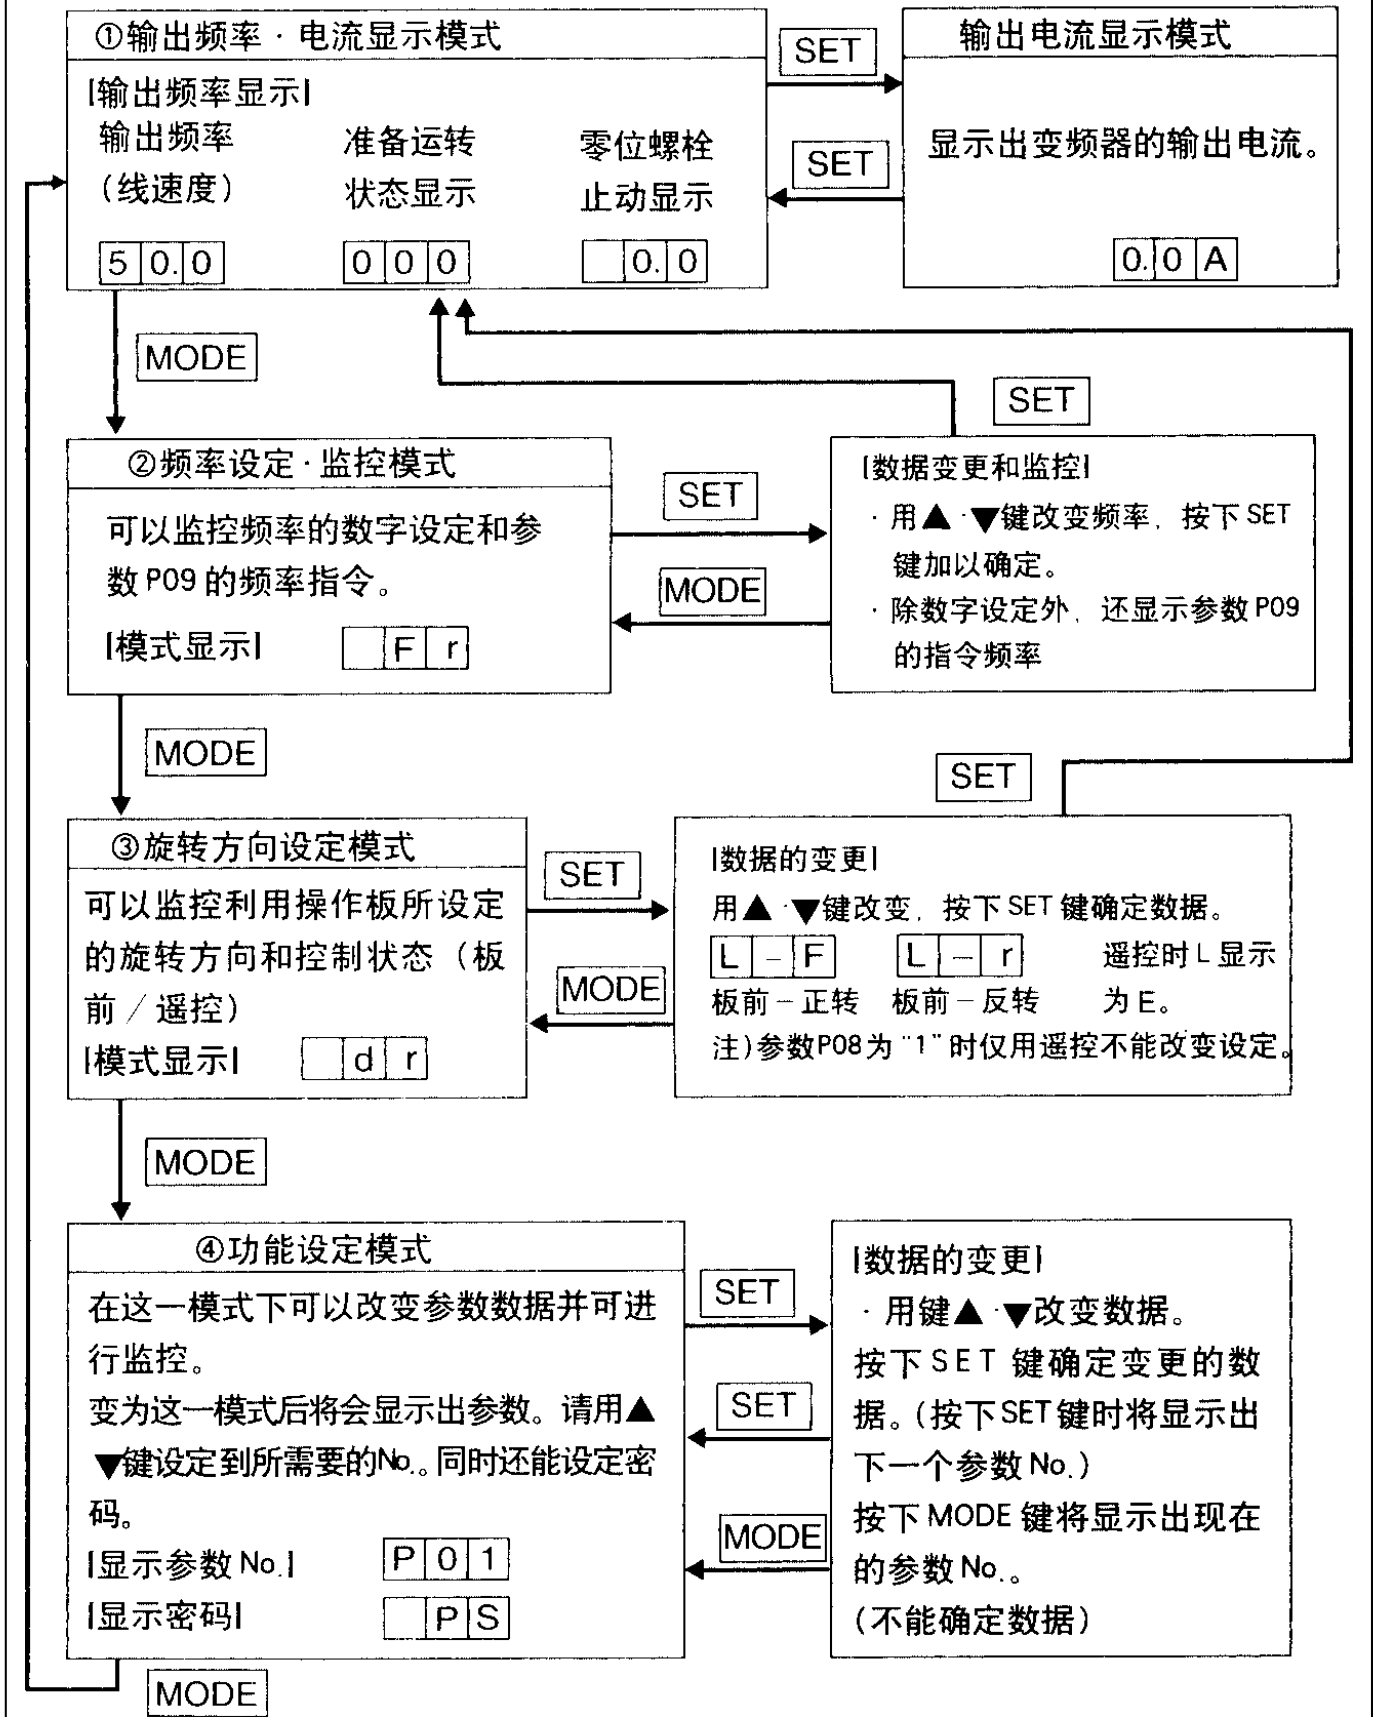 ①输出频率·电流显示模式
SET
输出电流显示模式
|输出频率显示|
输出频率
(线速度)
准备运转
状态显示
零位螺栓
止动显示
50.0
000
0.0
SET
显示出变频器的输出电流。
0.0A
MODE
SET
②频率设定·监控模式
可以监控频率的数字设定和参
数P09的频率指令。
|模式显示|
Fr
SET
MODE
|数据变更和监控|
·用▲·▼键改变频率,按下SET
键加以确定。
·除数字设定外,还显示参数P09
的指令频率
MODE
SET
③旋转方向设定模式
可以监控利用操作板所设定
的旋转方向和控制状态(板
前/遥控)
|模式显示|
dr
SET
MODE
|数据的变更|
用▲·▼键改变,按下SET键确定数据。
L-F
L-r
遥控时L显示
板前-正转
板前-反转
为E。
注)参数P08为"1"时仅用遥控不能改变设定。
MODE
④功能设定模式
在这一模式下可以改变参数数据并可进
行监控。
变为这一模式后将会显示出参数。请用▲
▼键设定到所需要的No.。同时还能设定密
码。
|显示参数No.|
P01
|显示密码|
PS
SET
SET
MODE
|数据的变更|
·用键▲·▼改变数据。
按下SET键确定变更的数
据。(按下SET键时将显示出
下一个参数No.)
按下MODE键将显示出现在
的参数No.。
(不能确定数据)
MODE